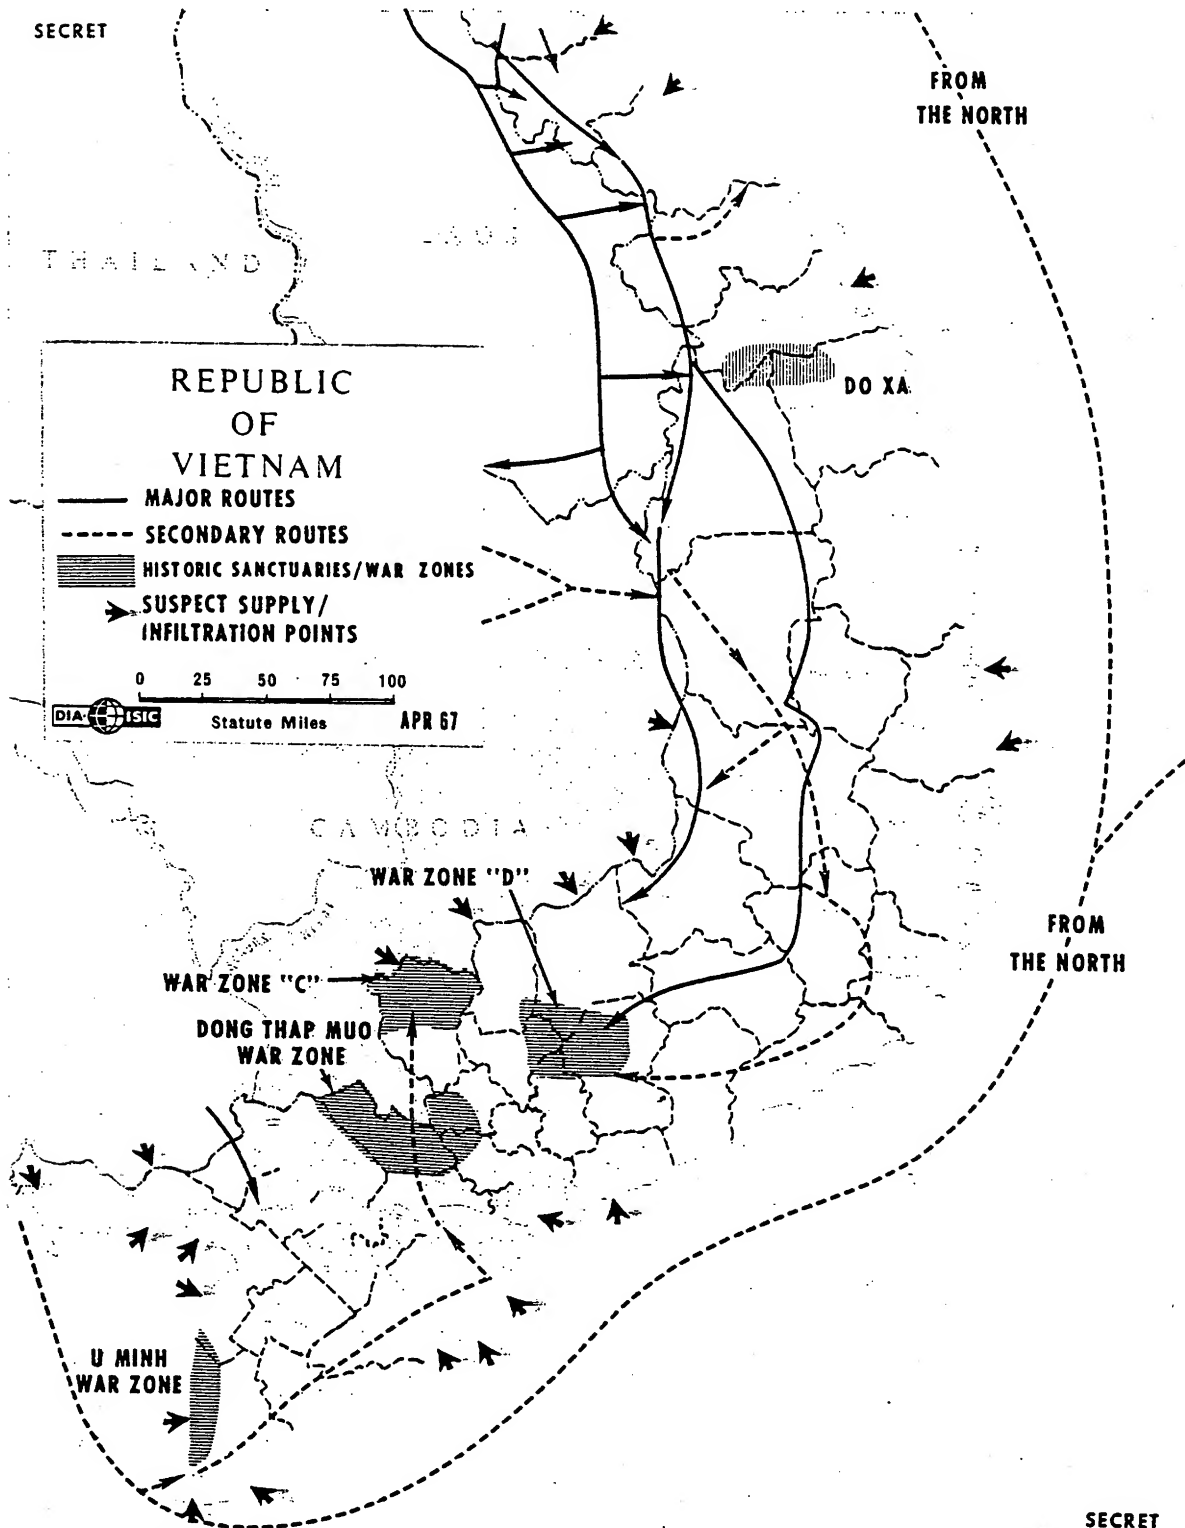 SECRET
FROM
THE NORTH
THAILAND
LAOS
REPUBLIC
OF
VIETNAM
MAJOR ROUTES
SECONDARY ROUTES
HISTORIC SANCTUARIES/WAR ZONES
SUSPECT SUPPLY/
INFILTRATION POINTS
0 25 50 75 100
Statute Miles
DIA ISIC
APR 67
DO XA
CAMBODIA
WAR ZONE "D"
WAR ZONE "C"
DONG THAP MUO
WAR ZONE
FROM
THE NORTH
U MINH
WAR ZONE
SECRET